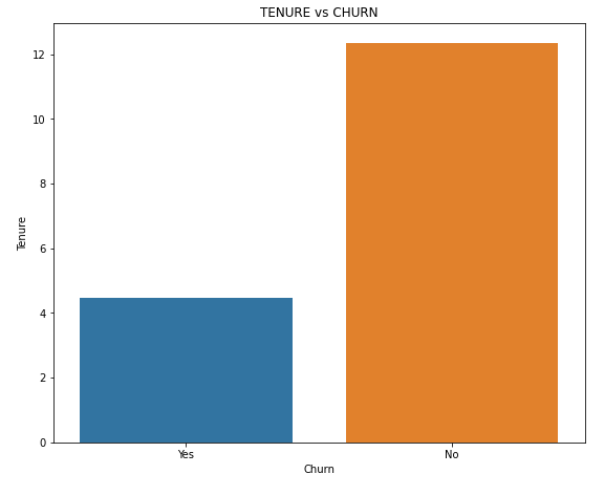 TENURE vs CHURN
12
10
8
6
4
2
0
Tenure
Yes
No
Churn